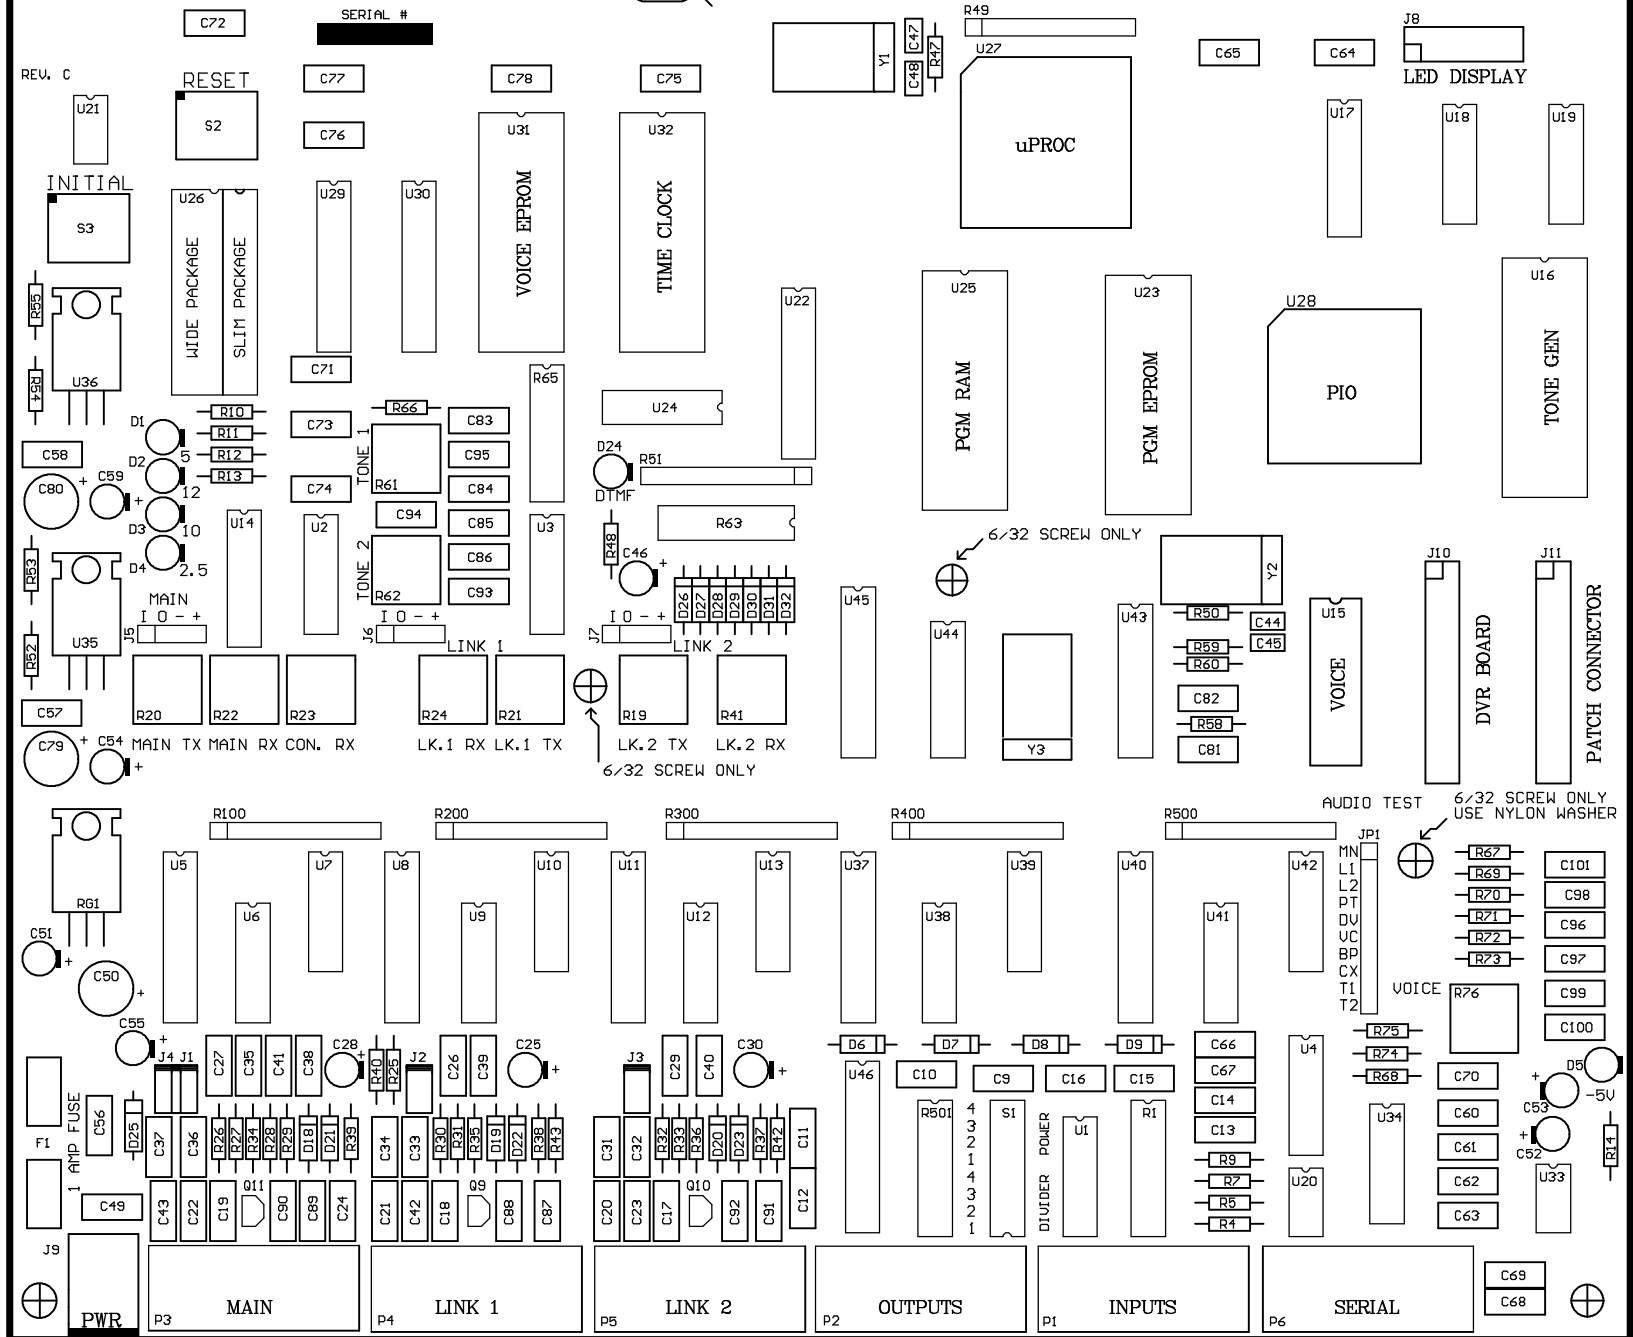 C72
SERIAL #
R49
J8
C47
R47
Y1
U27
C65
C64
REV. C
RESET
C77
C78
C75
C48
LED DISPLAY
U21
S2
C76
U31
U32
uPROC
U17
U18
U19
INITIAL
S3
U26
U29
U30
VOICE EPROM
TIME CLOCK
WIDE PACKAGE
SLIM PACKAGE
R55
U22
U25
U23
U28
U16
R54
U36
C71
R65
PGM RAM
PGM EPROM
PIO
TONE GEN
D1
R10
R66
U24
C73
C83
5
R11
TONE 1
C58
D2
R12
C95
D24
R51
C59
R13
C80
+
12
C74
R61
C84
DTMF
+
D3
10
U14
U2
C94
C85
U3
R63
R48
6/32 SCREW ONLY
D4
2.5
TONE 2
C86
C46
+
J10
J11
R53
R62
C93
D26
D27
D28
D29
D30
D31
D32
U45
Y2
MAIN
I O - +
I O - +
I O - +
U44
U43
R50
C44
U15
J5
J6
J7
U35
R52
LINK 1
LINK 2
R59
C45
R60
DVR BOARD
PATCH CONNECTOR
VOICE
C57
R20
R22
R23
R24
R21
R19
R41
C82
R58
C79
+
C54
+
MAIN TX
MAIN RX
CON. RX
LK.1 RX
LK.1 TX
LK.2 TX
LK.2 RX
Y3
C81
6/32 SCREW ONLY
AUDIO TEST
6/32 SCREW ONLY
USE NYLON WASHER
R100
R200
R300
R400
R500
JP1
U5
U7
U8
U10
U11
U13
U37
U39
U40
U42
MN
L1
L2
PT
DV
VC
BP
CX
T1
T2
R67
C101
R69
R70
C98
R71
C96
R72
R73
C97
RG1
U6
U9
U12
U38
U41
C51
+
C50
+
VOICE
R76
C99
C100
C55
+
J4
J1
C27
C35
C41
C38
C28
+
R40
R25
J2
C26
C39
C25
+
J3
C29
C40
C30
+
D6
D7
D8
D9
C66
U4
R75
R74
R68
U46
C10
C9
C16
C15
C67
C70
D5
-5V
+
C53
F1
1 AMP FUSE
C56
D25
C37
C36
R26
R27
R34
R28
R29
D18
D21
R39
C34
C33
R30
R31
R35
D19
D22
R38
R43
C31
C32
R32
R33
R36
D20
D23
R37
R42
C11
R501
4
3
2
1
4
3
2
1
S1
DIVIDER
POWER
U1
R1
C14
C13
U34
C60
C61
+
C52
R14
R9
R7
R5
R4
U20
C62
C63
U33
C49
C43
C22
C19
Q11
C90
C89
C24
C21
C42
C18
Q9
C88
C87
C20
C23
C17
Q10
C92
C91
C12
J9
PWR
P3
MAIN
P4
LINK 1
P5
LINK 2
P2
OUTPUTS
P1
INPUTS
P6
SERIAL
C69
C68